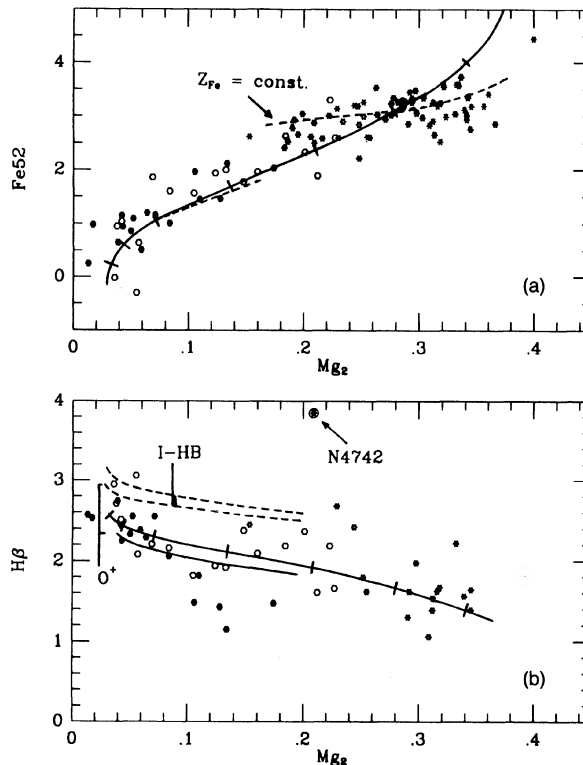 4
Fe52
2
0
Z_Fe = const.
(a)
0 .1 .2 .3 .4
Mg₂
4
3
Hβ
2
1
0
I-HB
N4742
O⁺
(b)
0 .1 .2 .3 .4
Mg₂